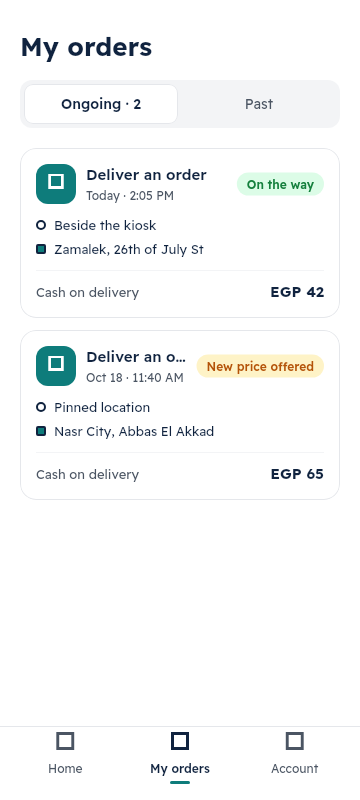 My orders
Ongoing · 2
Past
Deliver an order
On the way
Today · 2:05 PM
Beside the kiosk
Zamalek, 26th of July St
Cash on delivery
EGP 42
Deliver an o...
New price offered
Oct 18 · 11:40 AM
Pinned location
Nasr City, Abbas El Akkad
Cash on delivery
EGP 65
Home
My orders
Account